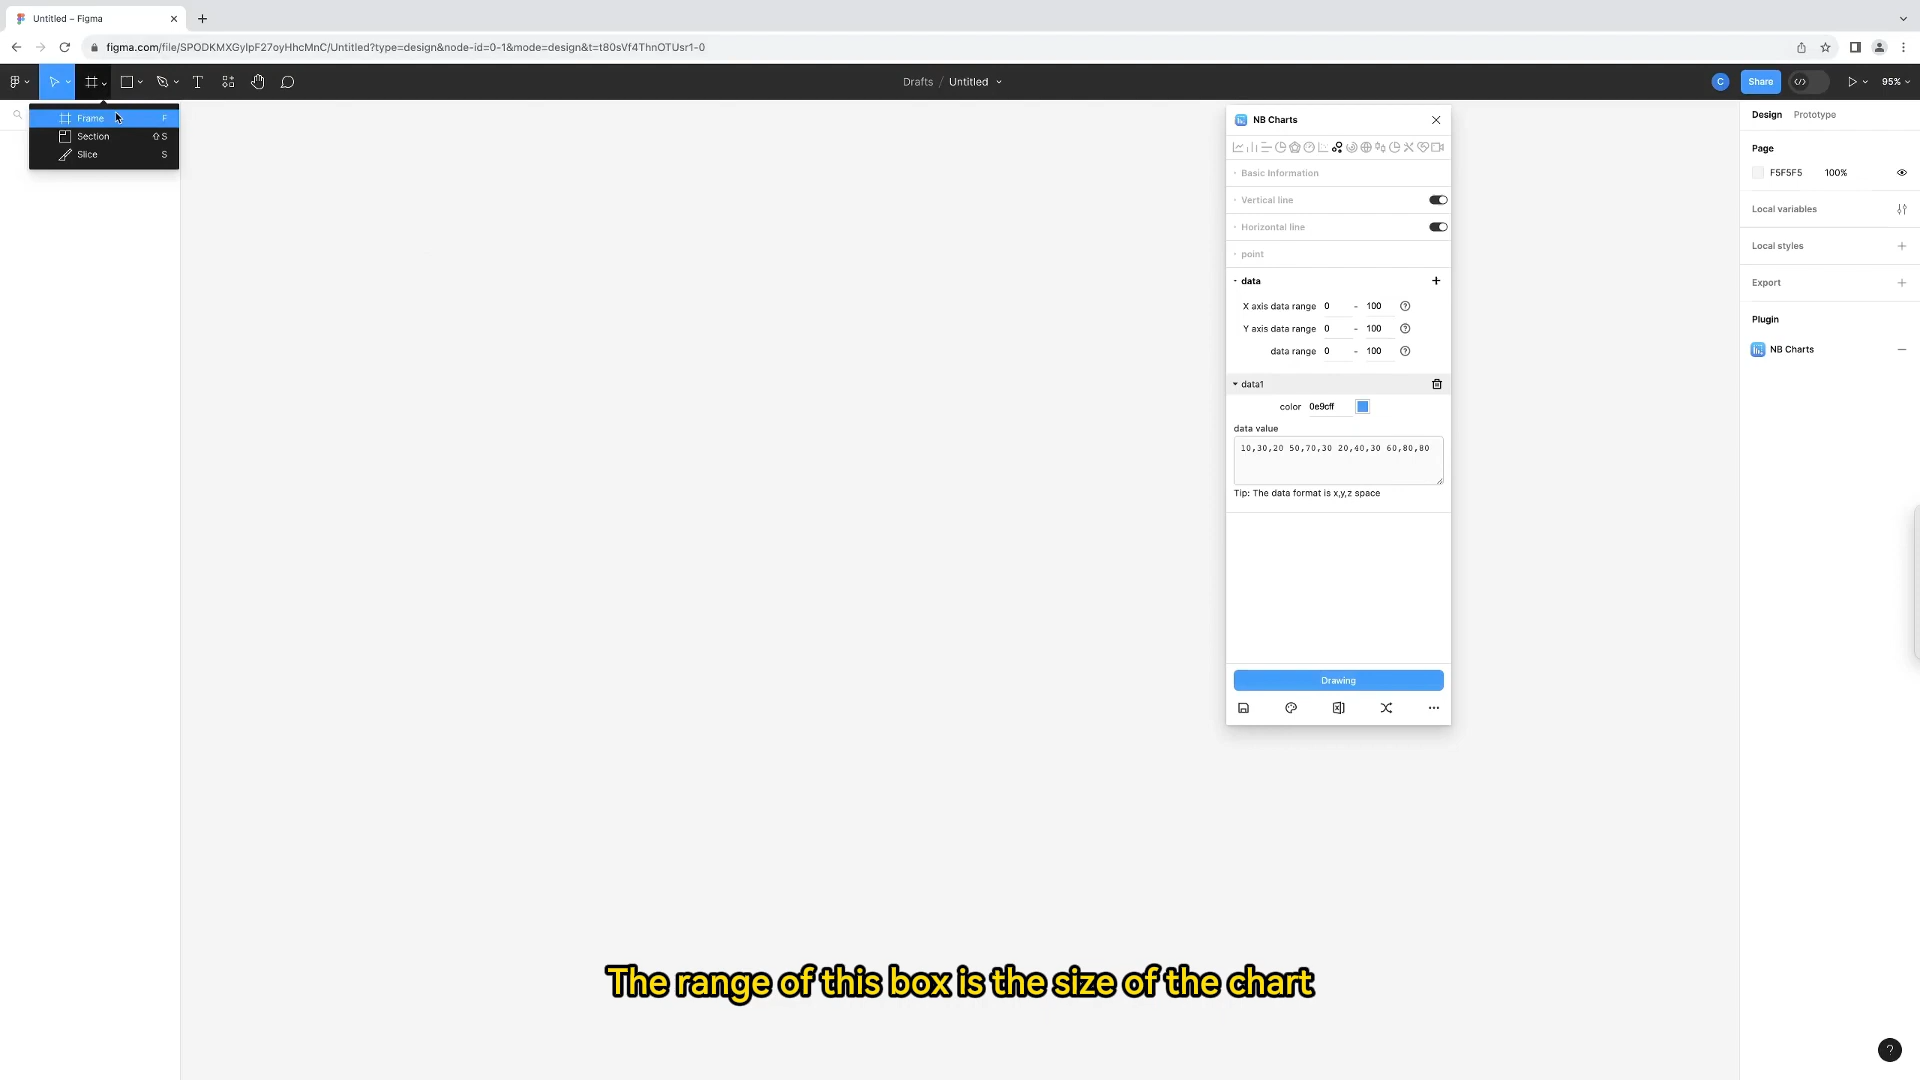 Untitled – Figma
figma.com/file/SPODKMXGylpF27oyHhcMnC/Untitled?type=design&node-id=0-1&mode=design&t=t80sVf4ThnOTUsr1-0
Drafts / Untitled
C
Share
95%
Frame F
Section ⇧S
Slice S
NB Charts
Basic Information
Vertical line
Horizontal line
point
data
X axis data range 0 - 100
Y axis data range 0 - 100
data range 0 - 100
data1
color 0e9cff
data value
10,30,20 50,70,30 20,40,30 60,80,80
Tip: The data format is x,y,z space
Drawing
Design Prototype
Page
F5F5F5 100%
Local variables
Local styles
Export
Plugin
NB Charts
The range of this box is the size of the chart
?